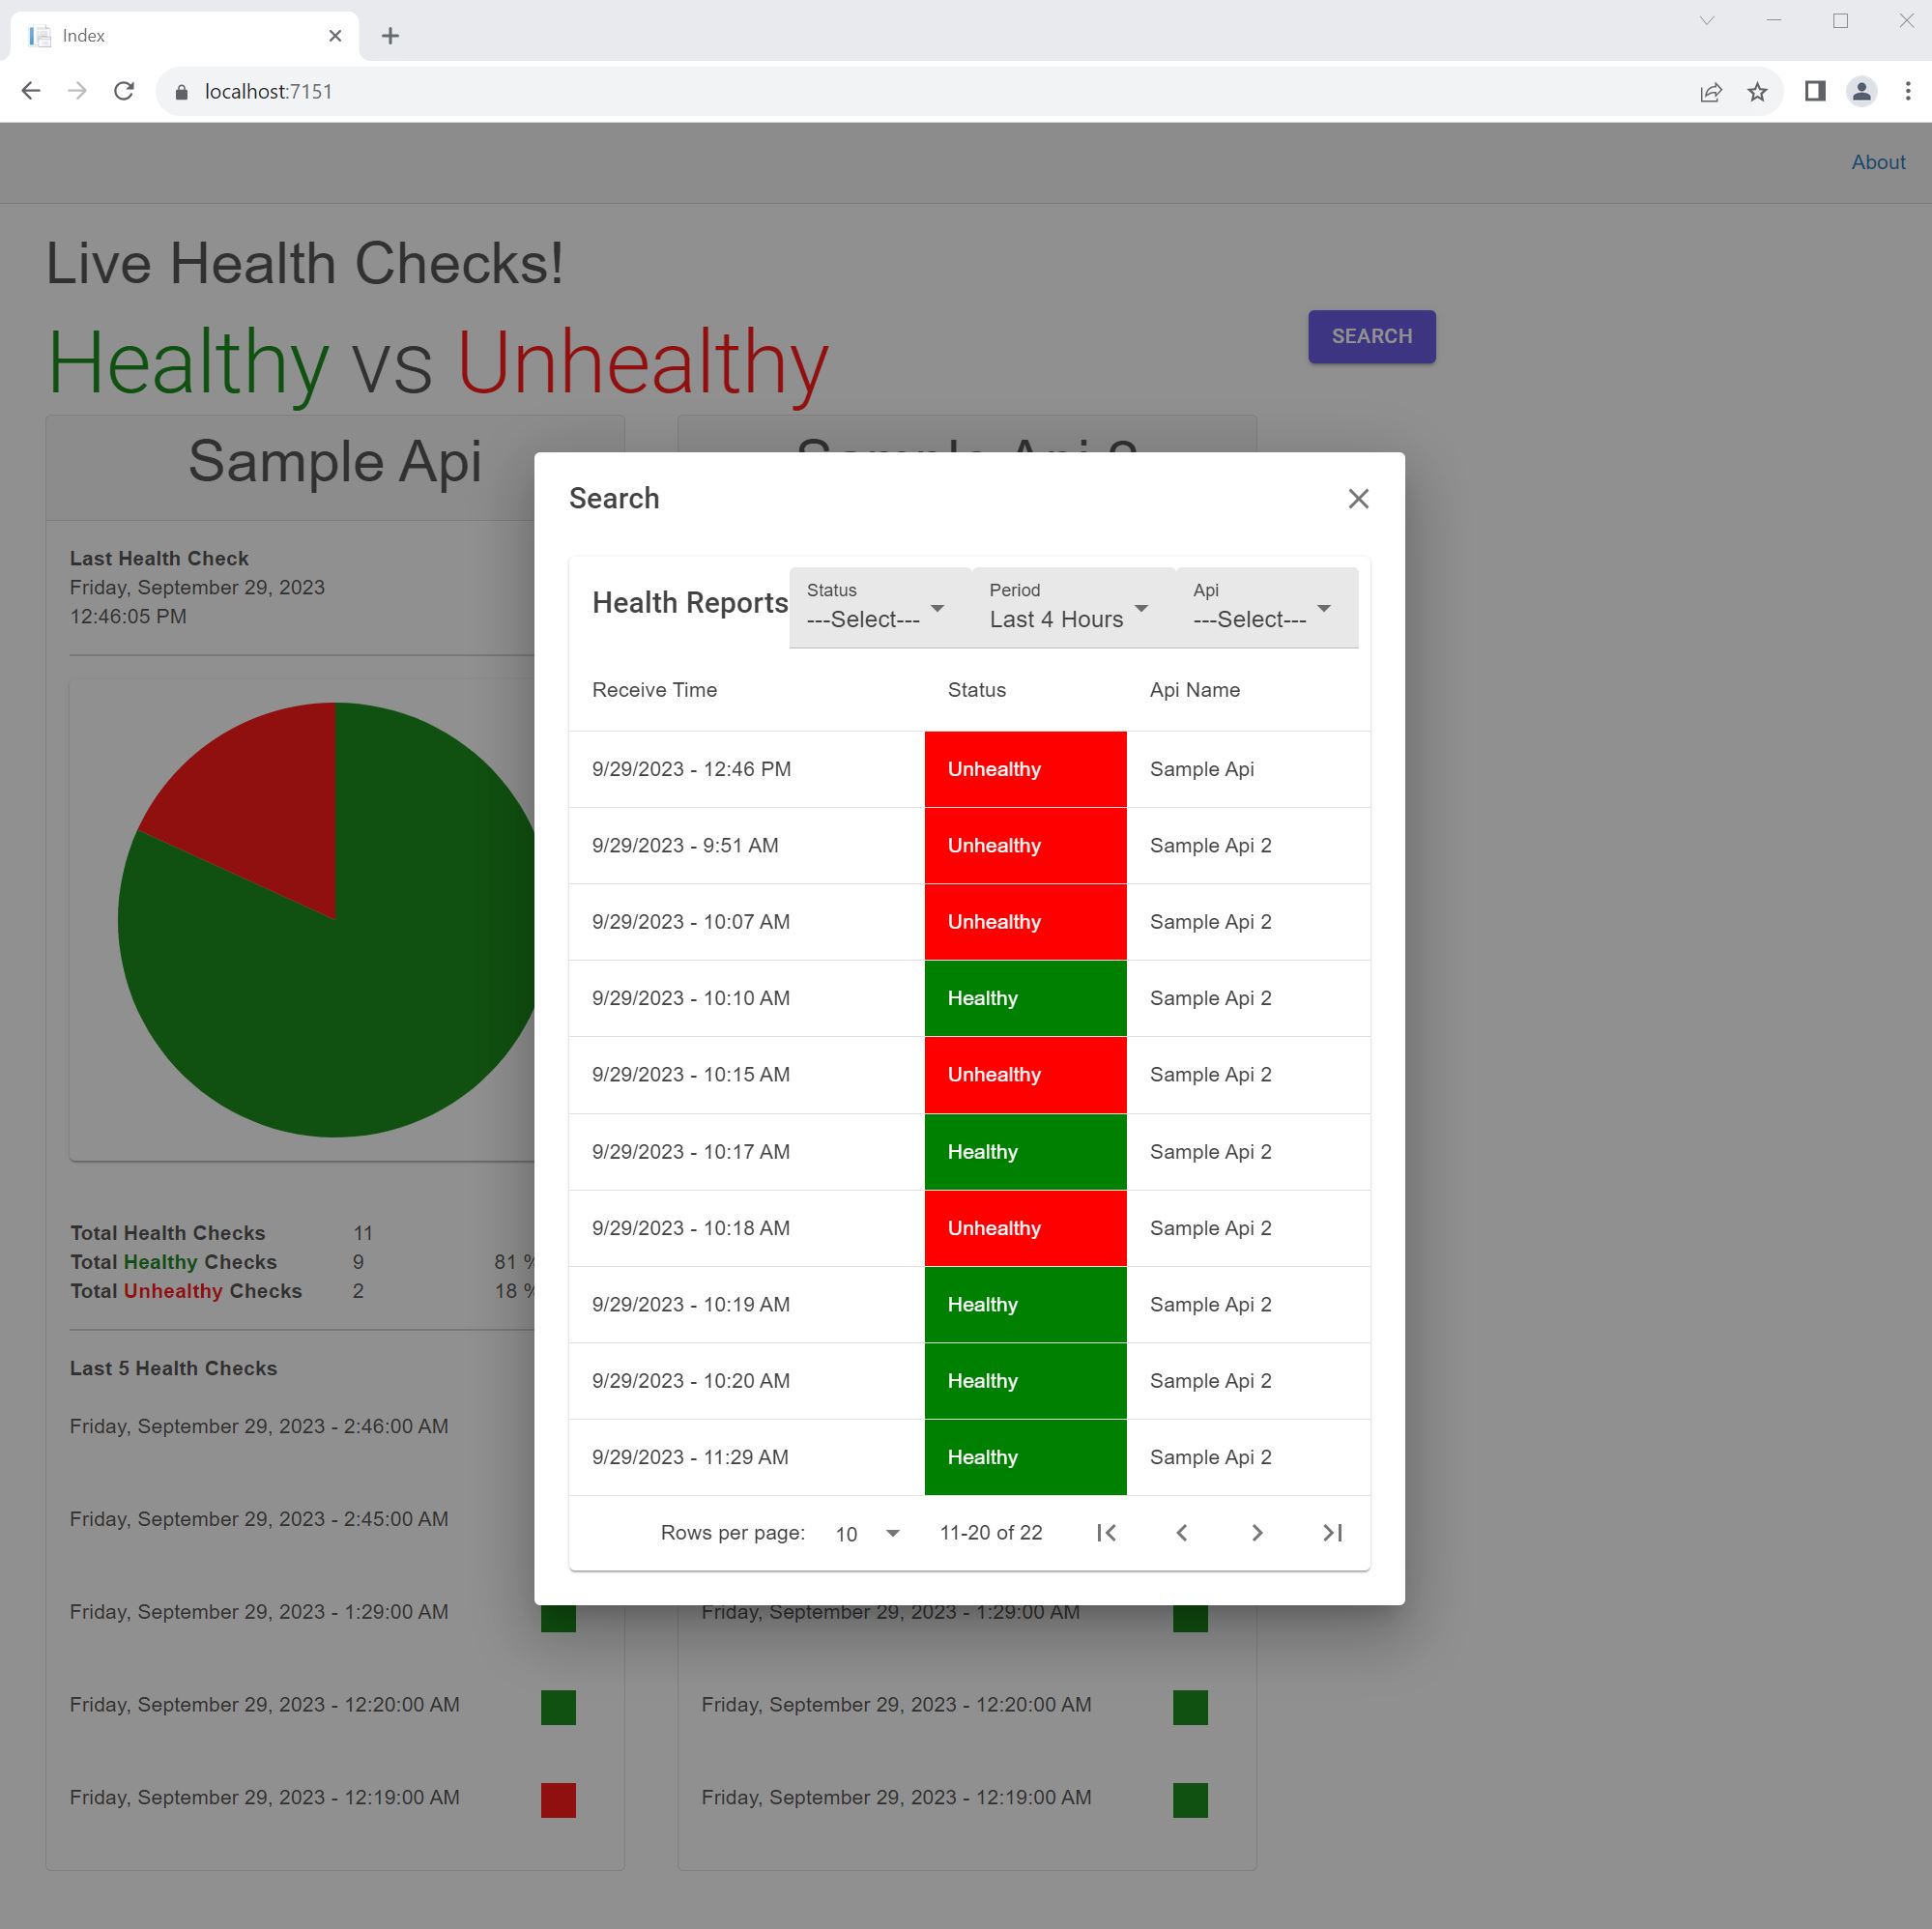 Index
localhost:7151
About
Live Health Checks!
Healthy vs Unhealthy
SEARCH
Sample Api
Last Health Check
Friday, September 29, 2023
12:46:05 PM
Total Health Checks 11
Total Healthy Checks 9 81 %
Total Unhealthy Checks 2 18 %
Last 5 Health Checks
Friday, September 29, 2023 - 2:46:00 AM
Friday, September 29, 2023 - 2:45:00 AM
Friday, September 29, 2023 - 1:29:00 AM
Friday, September 29, 2023 - 12:20:00 AM
Friday, September 29, 2023 - 12:19:00 AM
Sample Api 2
Friday, September 29, 2023 - 1:29:00 AM
Friday, September 29, 2023 - 12:20:00 AM
Friday, September 29, 2023 - 12:19:00 AM
Search
Health Reports
Status
---Select---
Period
Last 4 Hours
Api
---Select---
Receive Time Status Api Name
9/29/2023 - 12:46 PM Unhealthy Sample Api
9/29/2023 - 9:51 AM Unhealthy Sample Api 2
9/29/2023 - 10:07 AM Unhealthy Sample Api 2
9/29/2023 - 10:10 AM Healthy Sample Api 2
9/29/2023 - 10:15 AM Unhealthy Sample Api 2
9/29/2023 - 10:17 AM Healthy Sample Api 2
9/29/2023 - 10:18 AM Unhealthy Sample Api 2
9/29/2023 - 10:19 AM Healthy Sample Api 2
9/29/2023 - 10:20 AM Healthy Sample Api 2
9/29/2023 - 11:29 AM Healthy Sample Api 2
Rows per page: 10 11-20 of 22